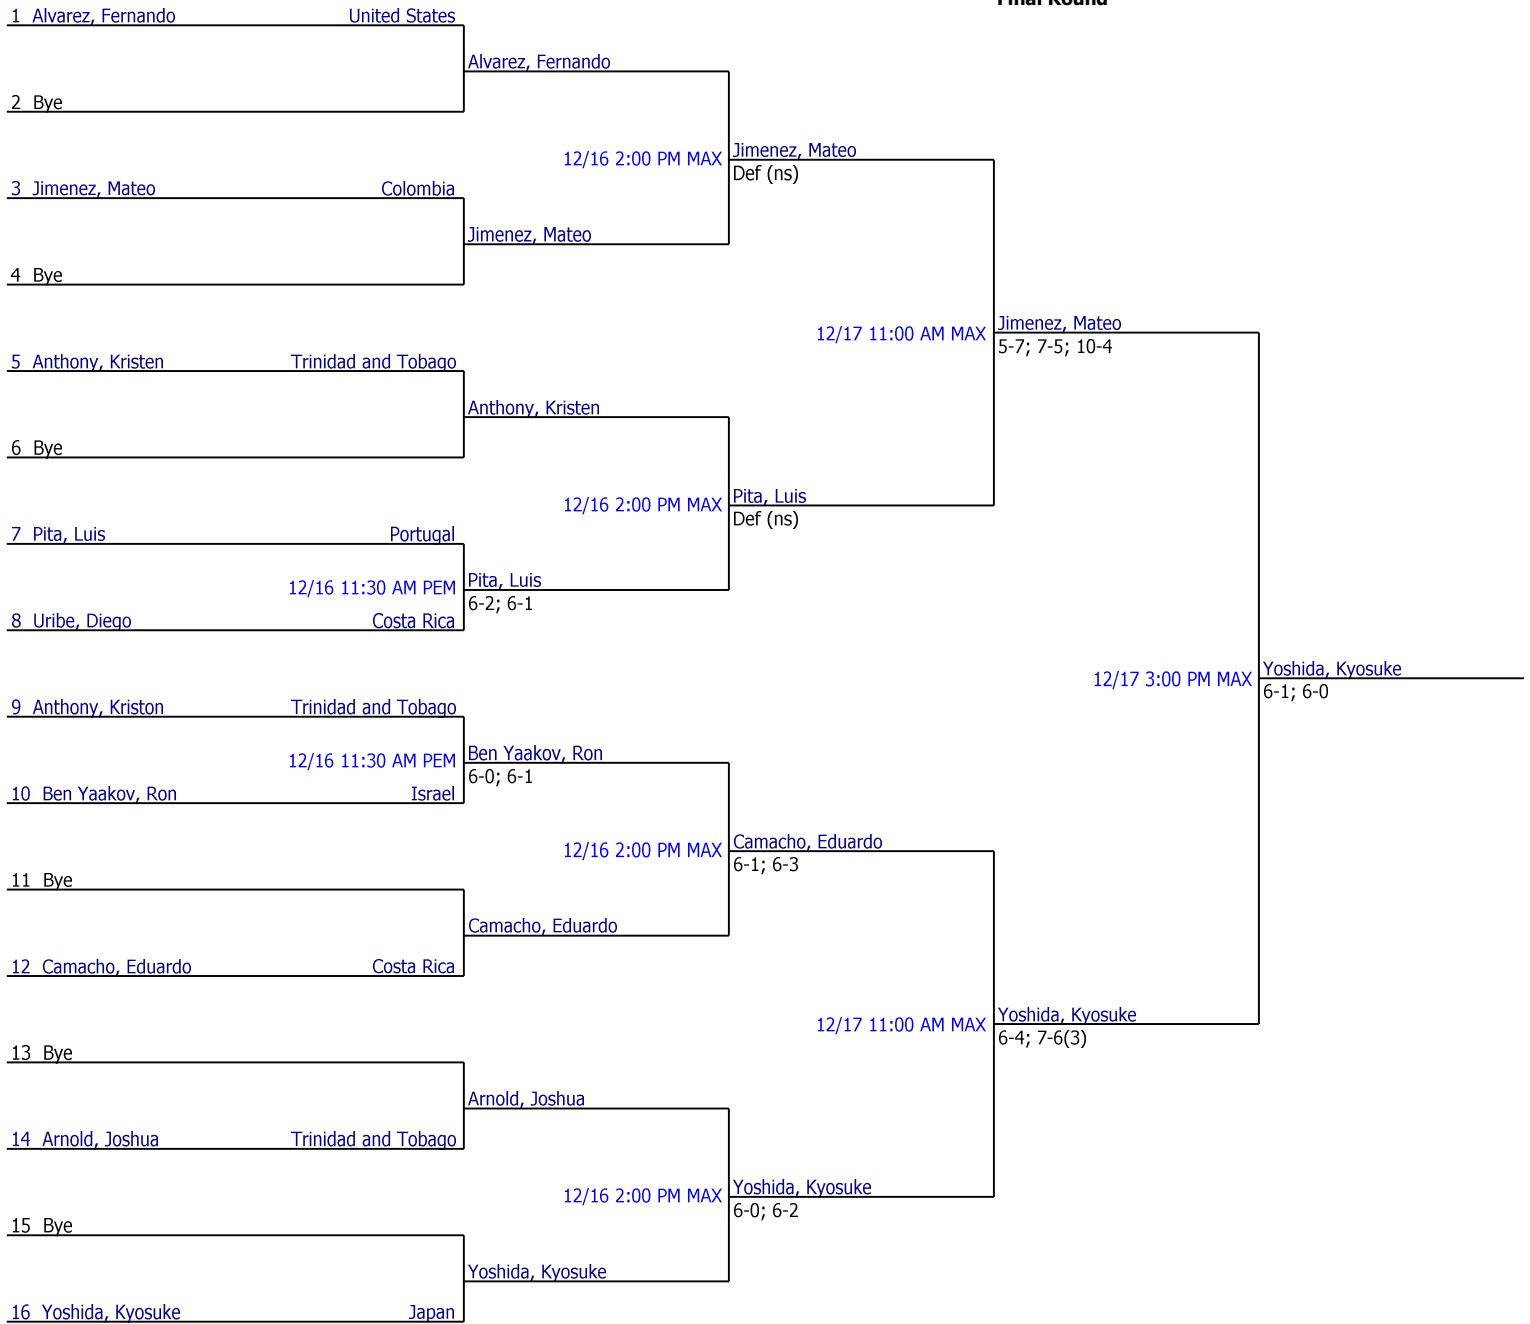 Final Round
1 Alvarez, Fernando United States
Alvarez, Fernando
2 Bye
12/16 2:00 PM MAX Jimenez, Mateo
Def (ns)
3 Jimenez, Mateo Colombia
Jimenez, Mateo
4 Bye
12/17 11:00 AM MAX Jimenez, Mateo
5-7; 7-5; 10-4
5 Anthony, Kristen Trinidad and Tobago
Anthony, Kristen
6 Bye
12/16 2:00 PM MAX Pita, Luis
Def (ns)
7 Pita, Luis Portugal
12/16 11:30 AM PEM Pita, Luis
6-2; 6-1
8 Uribe, Diego Costa Rica
12/17 3:00 PM MAX Yoshida, Kyosuke
6-1; 6-0
9 Anthony, Kriston Trinidad and Tobago
12/16 11:30 AM PEM Ben Yaakov, Ron
6-0; 6-1
10 Ben Yaakov, Ron Israel
12/16 2:00 PM MAX Camacho, Eduardo
6-1; 6-3
11 Bye
Camacho, Eduardo
12 Camacho, Eduardo Costa Rica
12/17 11:00 AM MAX Yoshida, Kyosuke
6-4; 7-6(3)
13 Bye
Arnold, Joshua
14 Arnold, Joshua Trinidad and Tobago
12/16 2:00 PM MAX Yoshida, Kyosuke
6-0; 6-2
15 Bye
Yoshida, Kyosuke
16 Yoshida, Kyosuke Japan